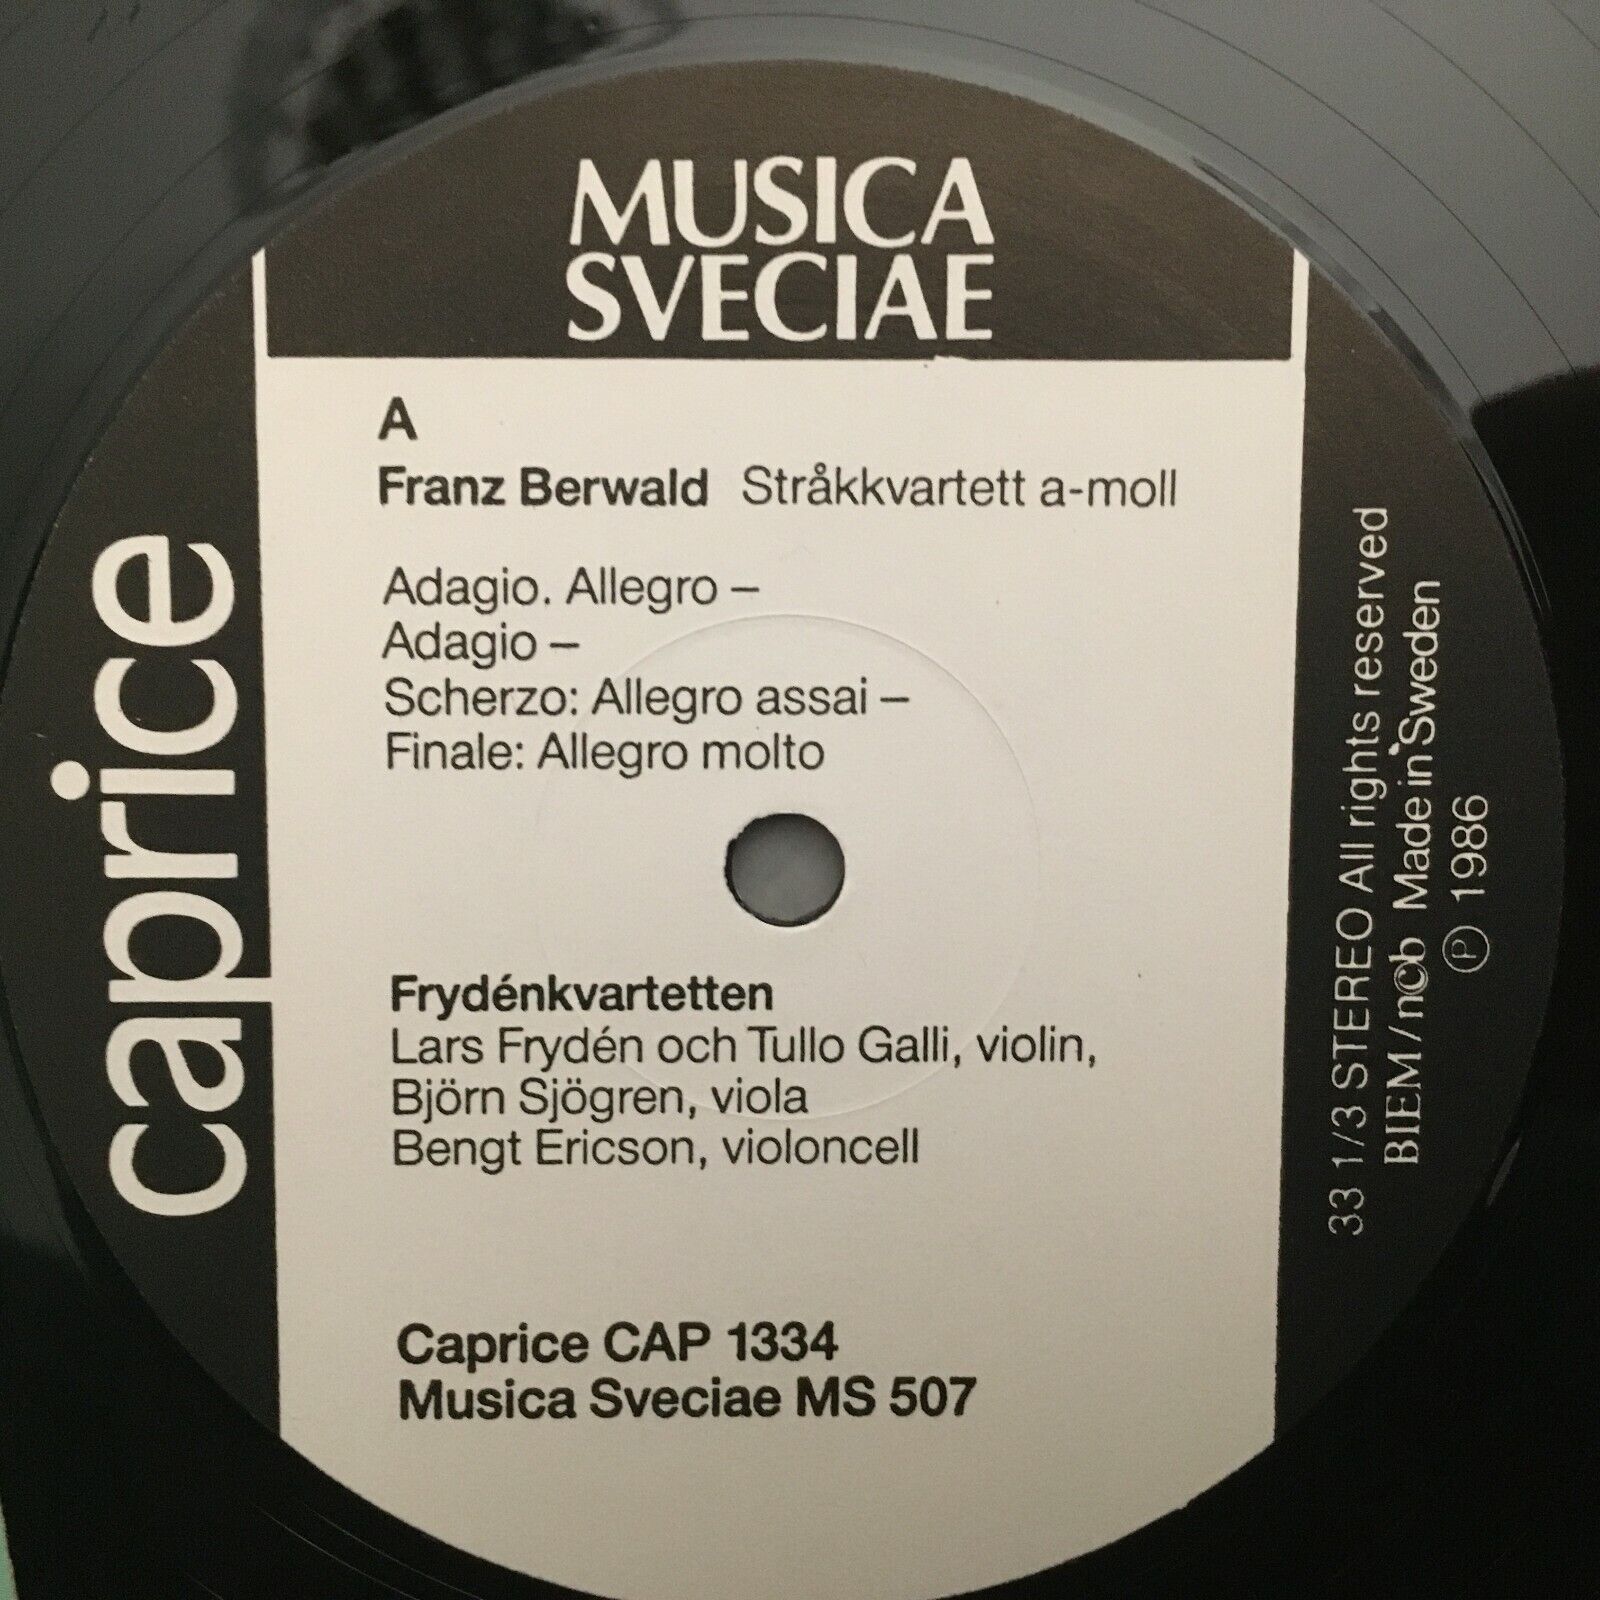 MUSICA
SVECIAE
caprice
A
Franz Berwald Stråkkvartett a-moll
Adagio. Allegro –
Adagio –
Scherzo: Allegro assai –
Finale: Allegro molto
Frydénkvartetten
Lars Frydén och Tullo Galli, violin,
Björn Sjögren, viola
Bengt Ericson, violoncell
Caprice CAP 1334
Musica Sveciae MS 507
33 1/3 STEREO All rights reserved
BIEM/ncb Made in Sweden
℗ 1986